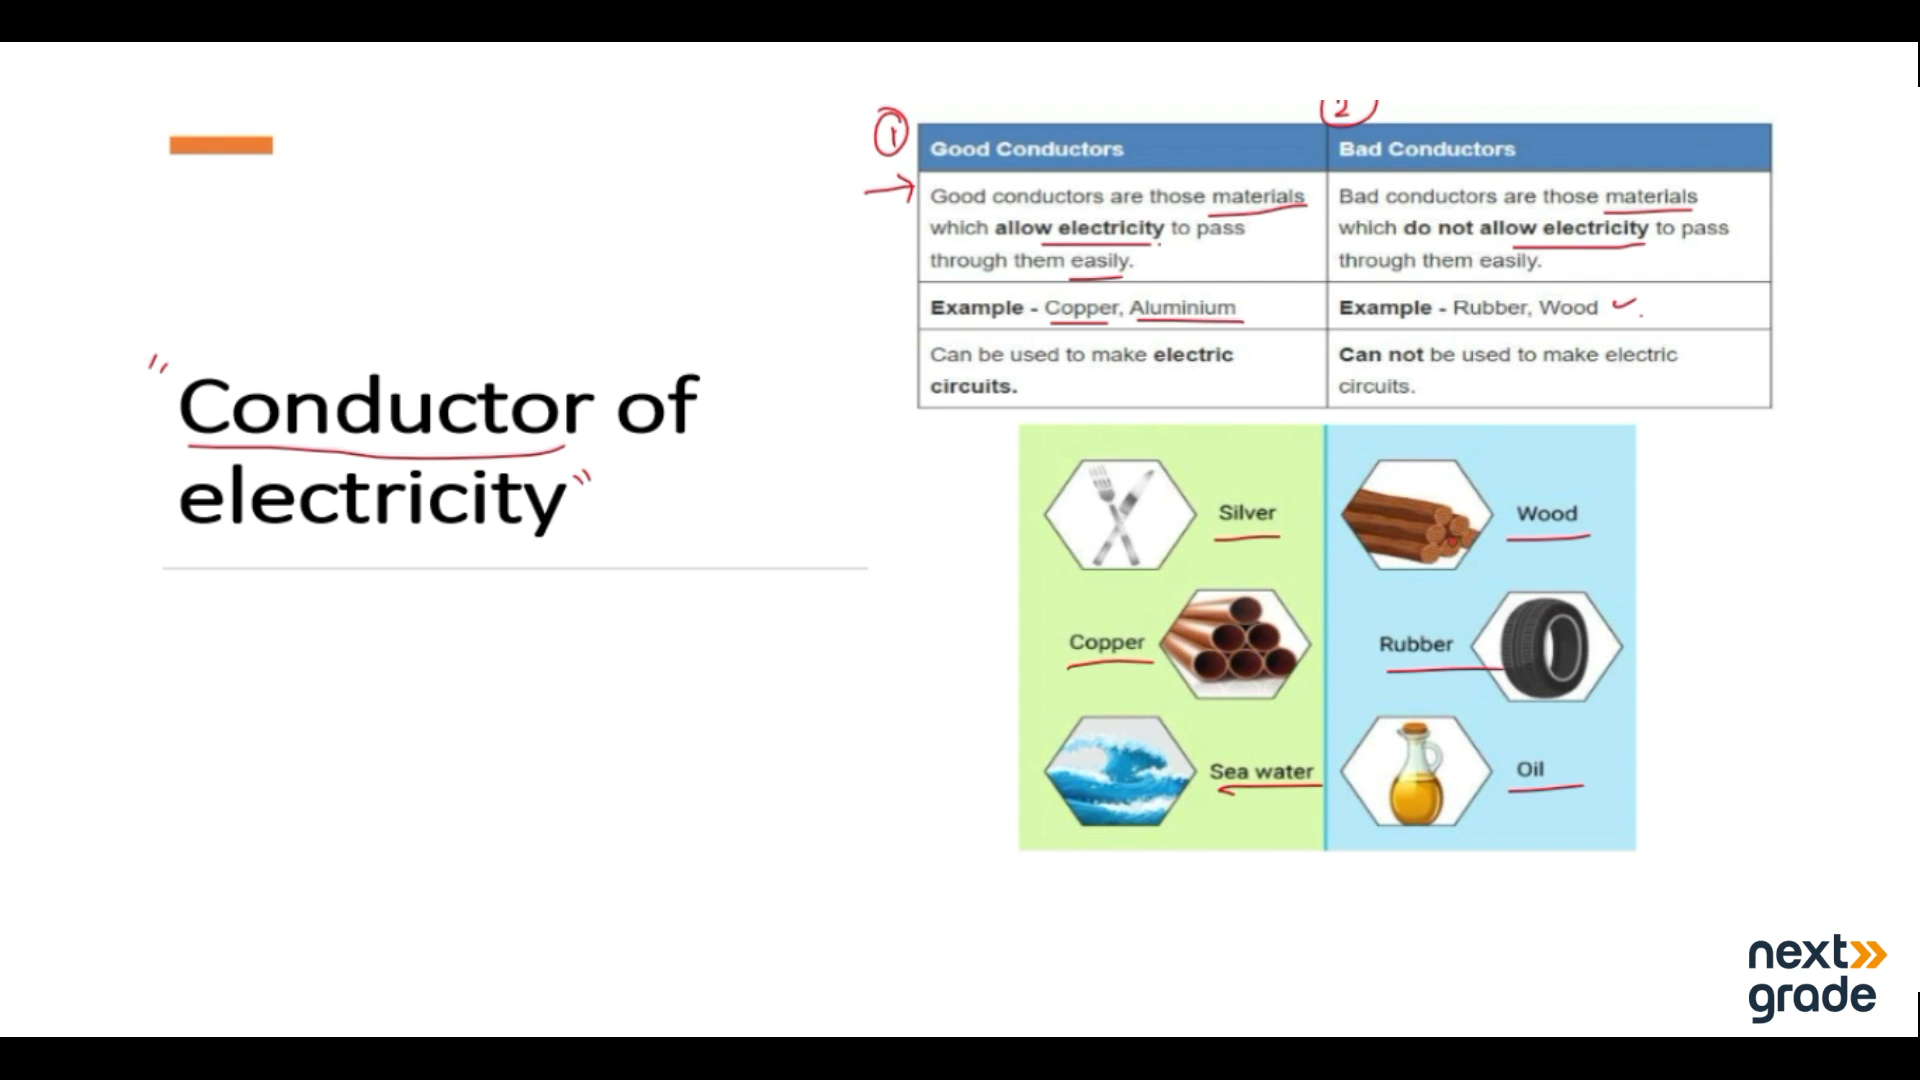 "Conductor of
electricity"
1
2
Good Conductors
Bad Conductors
Good conductors are those materials
which allow electricity to pass
through them easily.
Bad conductors are those materials
which do not allow electricity to pass
through them easily.
Example - Copper, Aluminium
Example - Rubber, Wood
Can be used to make electric
circuits.
Can not be used to make electric
circuits.
Silver
Wood
Copper
Rubber
Sea water
Oil
next
grade